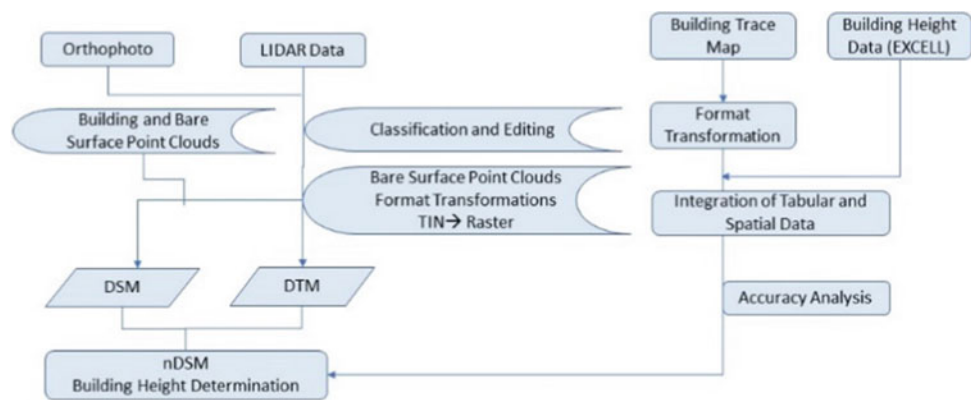 Orthophoto
LIDAR Data
Building Trace
Map
Building Height
Data (EXCELL)
Building and Bare
Surface Point Clouds
Classification and Editing
Format
Transformation
Bare Surface Point Clouds
Format Transformations
TIN→ Raster
Integration of Tabular and
Spatial Data
DSM
DTM
Accuracy Analysis
nDSM
Building Height Determination